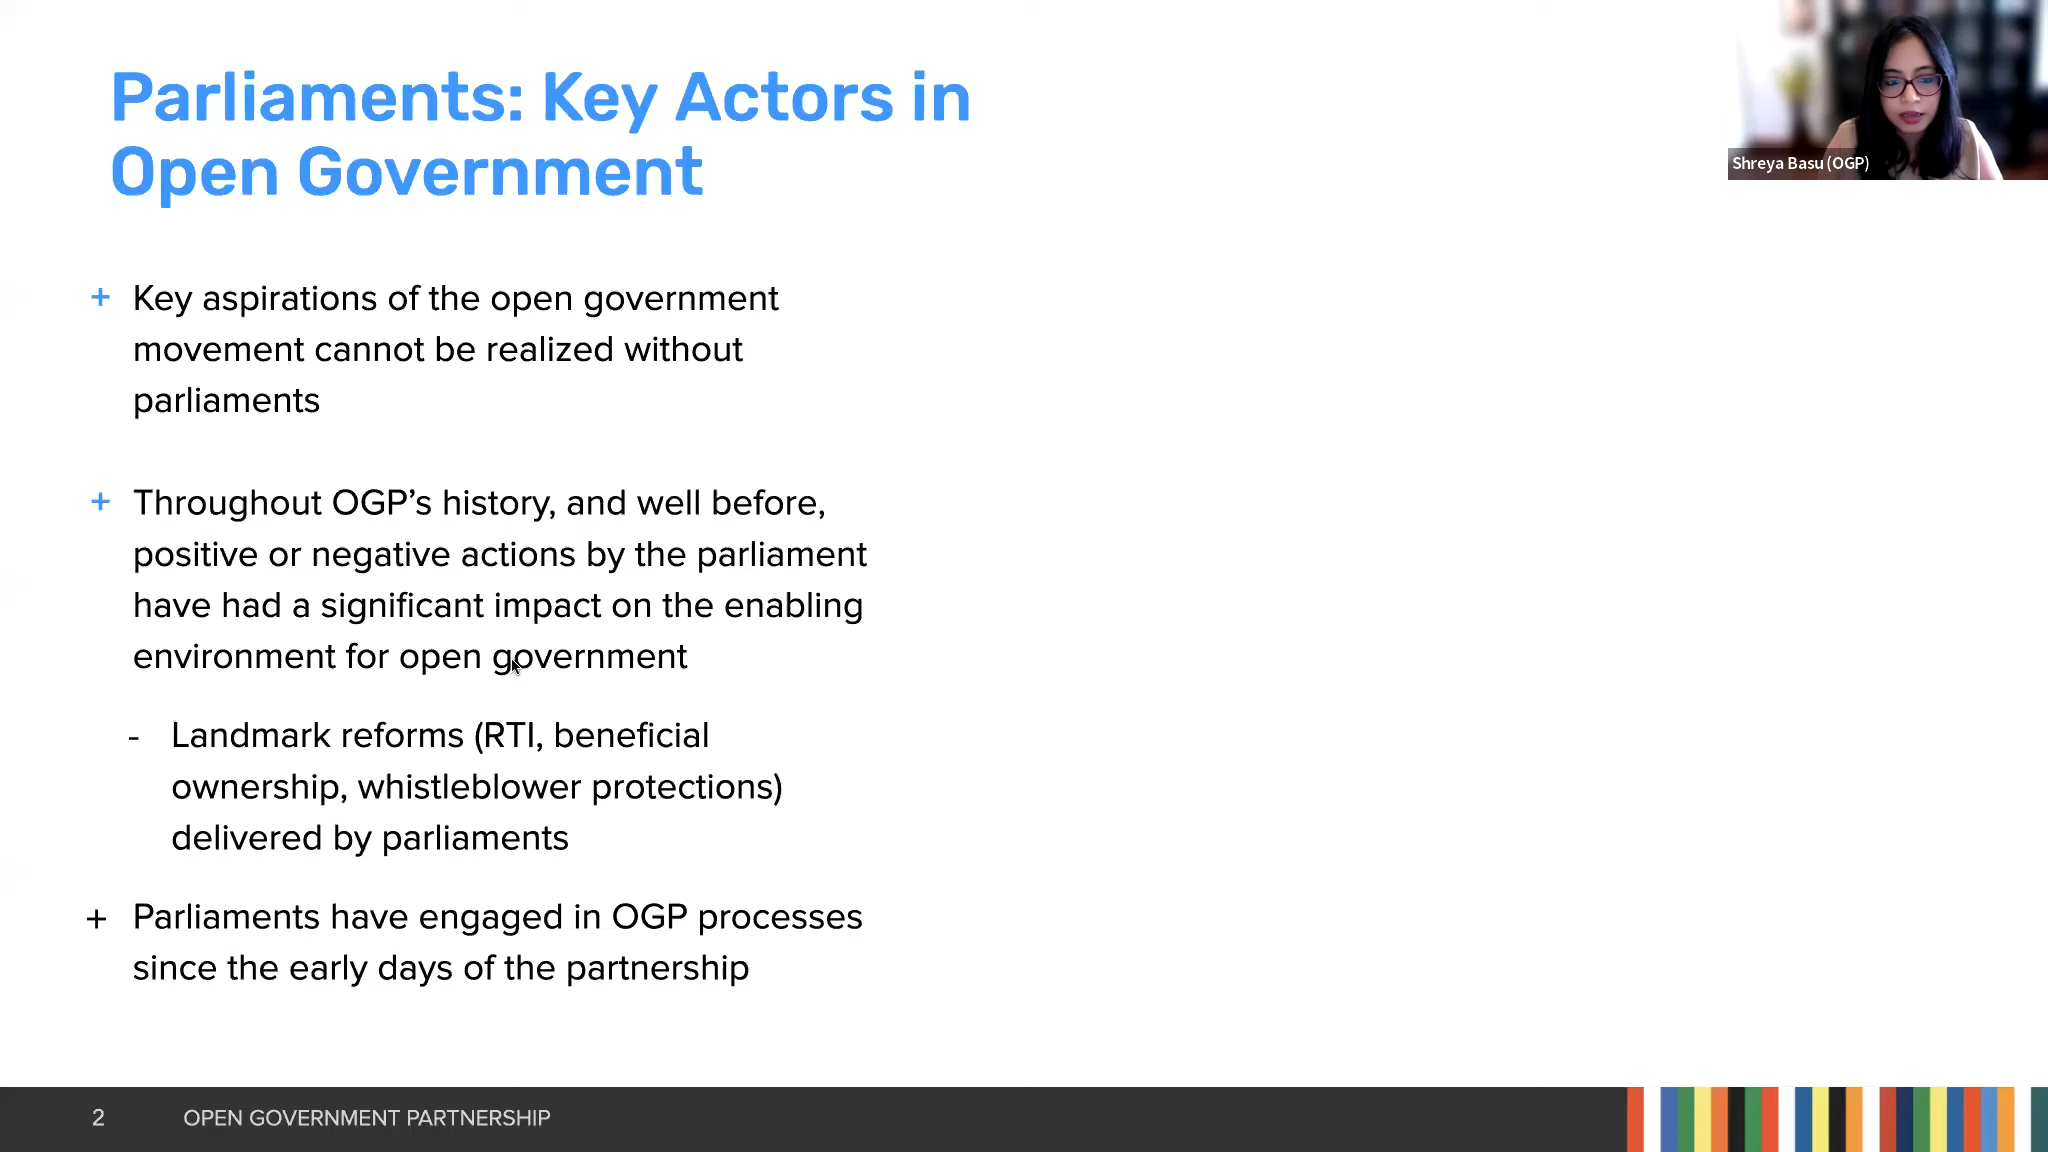 Parliaments: Key Actors in
Open Government
Shreya Basu (OGP)
+ Key aspirations of the open government
movement cannot be realized without
parliaments
+ Throughout OGP’s history, and well before,
positive or negative actions by the parliament
have had a significant impact on the enabling
environment for open government
- Landmark reforms (RTI, beneficial
ownership, whistleblower protections)
delivered by parliaments
+ Parliaments have engaged in OGP processes
since the early days of the partnership
2 OPEN GOVERNMENT PARTNERSHIP